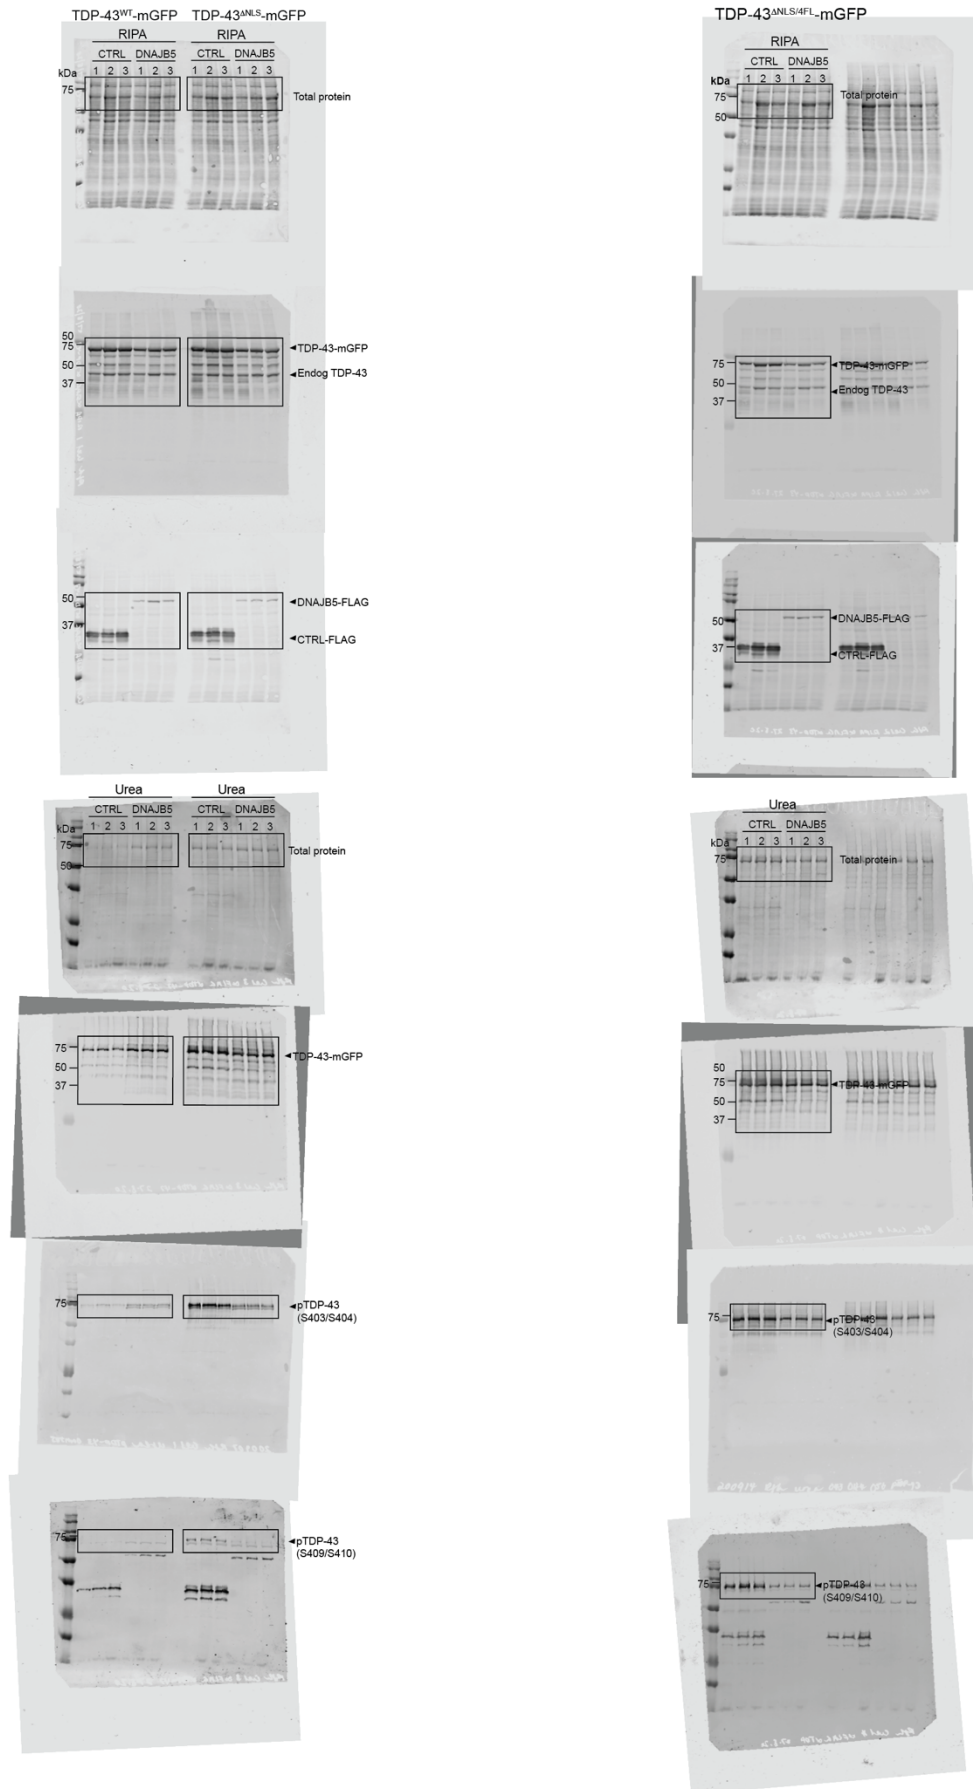 TDP-43WT-mGFP TDP-43ΔNLS-mGFP
RIPA RIPA
CTRL DNAJB5 CTRL DNAJB5
kDa 1 2 3 1 2 3 1 2 3 1 2 3
75
Total protein
50
75
50
37
TDP-43-mGFP
Endog TDP-43
50
37
DNAJB5-FLAG
CTRL-FLAG
Urea Urea
CTRL DNAJB5 CTRL DNAJB5
kDa 1 2 3 1 2 3 1 2 3 1 2 3
75
50
Total protein
75
50
37
TDP-43-mGFP
75
pTDP-43
(S403/S404)
75
pTDP-43
(S409/S410)
TDP-43ΔNLS/4FL-mGFP
RIPA
CTRL DNAJB5
kDa 1 2 3 1 2 3
75
50
Total protein
75
50
37
TDP-43-mGFP
Endog TDP-43
50
37
DNAJB5-FLAG
CTRL-FLAG
Urea
CTRL DNAJB5
kDa 1 2 3 1 2 3
75
Total protein
50
75
50
37
TDP-43-mGFP
75
pTDP-43
(S403/S404)
75
pTDP-43
(S409/S410)